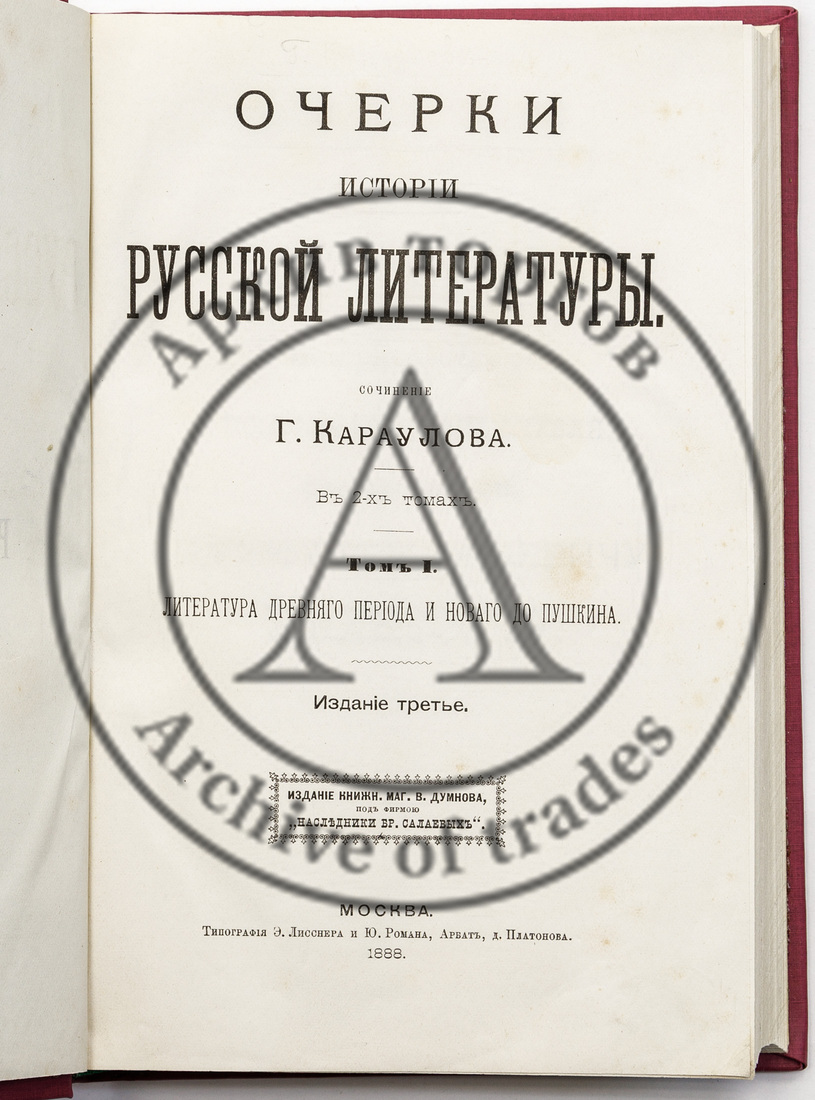 ОЧЕРКИ
ИСТОРІИ
РУССКОЙ ЛИТЕРАТУРЫ.
СОЧИНЕНІЕ
Г. КАРАУЛОВА.
Въ 2-хъ томахъ.
Томъ I.
ЛИТЕРАТУРА ДРЕВНЯГО ПЕРІОДА И НОВАГО ДО ПУШКИНА.
Изданіе третье.
ИЗДАНІЕ КНИЖН. МАГ. В. ДУМНОВА,
ПОДЪ ФИРМОЮ
„НАСЛѢДНИКИ БР. САЛАЕВЫХЪ“.
МОСКВА.
Типографія Э. Лисснера и Ю. Романа, Арбатъ, д. Платонова.
1888.
Архив торгов
A
Archive of trades